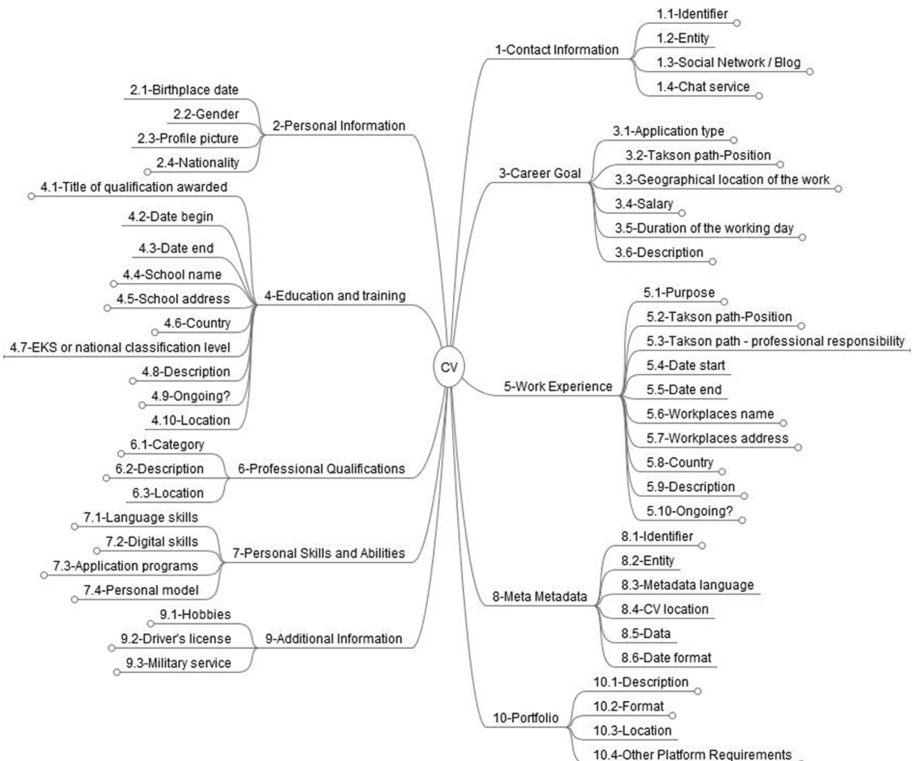 CV
1-Contact Information
1.1-Identifier
1.2-Entity
1.3-Social Network / Blog
1.4-Chat service
2-Personal Information
2.1-Birthplace date
2.2-Gender
2.3-Profile picture
2.4-Nationality
3-Career Goal
3.1-Application type
3.2-Takson path-Position
3.3-Geographical location of the work
3.4-Salary
3.5-Duration of the working day
3.6-Description
4-Education and training
4.1-Title of qualification awarded
4.2-Date begin
4.3-Date end
4.4-School name
4.5-School address
4.6-Country
4.7-EKS or national classification level
4.8-Description
4.9-Ongoing?
4.10-Location
5-Work Experience
5.1-Purpose
5.2-Takson path-Position
5.3-Takson path - professional responsibility
5.4-Date start
5.5-Date end
5.6-Workplaces name
5.7-Workplaces address
5.8-Country
5.9-Description
5.10-Ongoing?
6-Professional Qualifications
6.1-Category
6.2-Description
6.3-Location
7-Personal Skills and Abilities
7.1-Language skills
7.2-Digital skills
7.3-Application programs
7.4-Personal model
8-Meta Metadata
8.1-Identifier
8.2-Entity
8.3-Metadata language
8.4-CV location
8.5-Data
8.6-Date format
9-Additional Information
9.1-Hobbies
9.2-Driver's license
9.3-Military service
10-Portfolio
10.1-Description
10.2-Format
10.3-Location
10.4-Other Platform Requirements